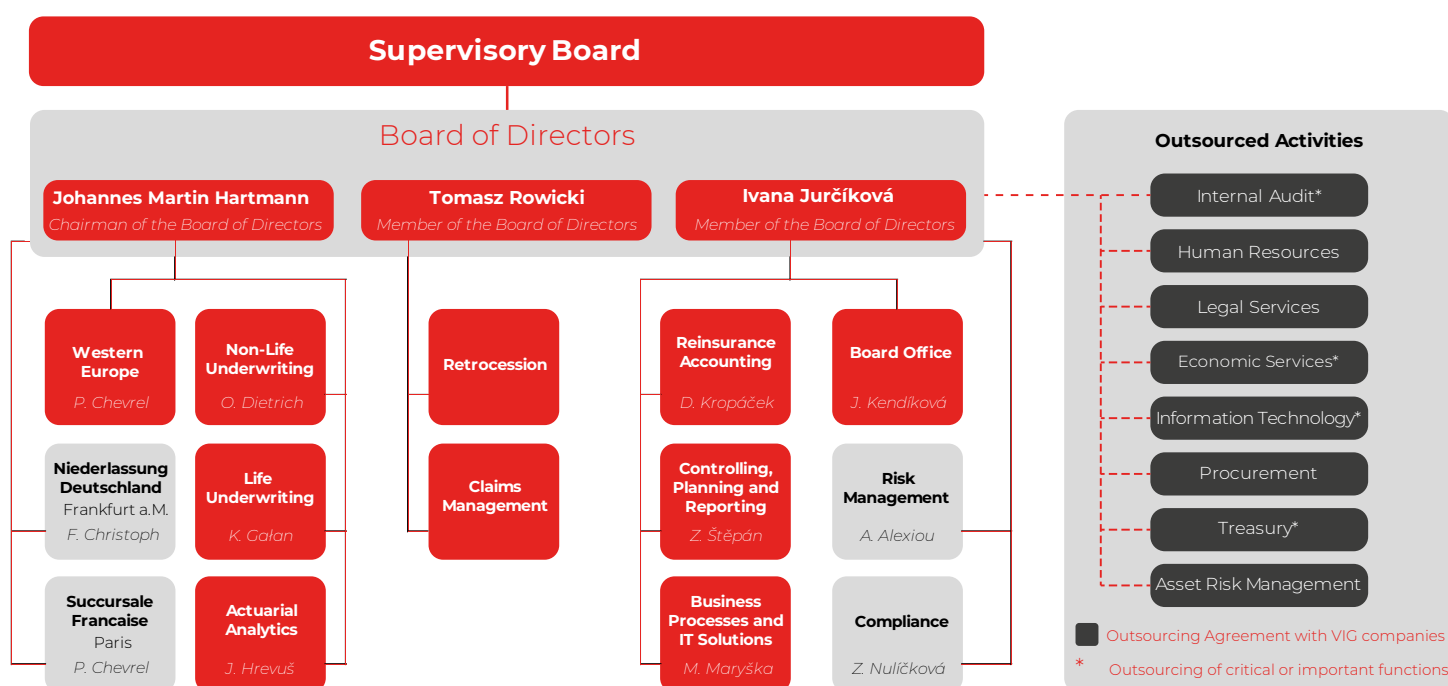 Supervisory Board
Board of Directors
Johannes Martin Hartmann
Chairman of the Board of Directors
Tomasz Rowicki
Member of the Board of Directors
Ivana Jurčíková
Member of the Board of Directors
Western
Europe
P. Chevrel
Non-Life
Underwriting
O. Dietrich
Retrocession
Reinsurance
Accounting
D. Kropáček
Board Office
J. Kendíková
Niederlassung
Deutschland
Frankfurt a.M.
F. Christoph
Life
Underwriting
K. Gałan
Claims
Management
Controlling,
Planning and
Reporting
Z. Štěpán
Risk
Management
A. Alexiou
Succursale
Francaise
Paris
P. Chevrel
Actuarial
Analytics
J. Hrevuš
Business
Processes and
IT Solutions
M. Maryška
Compliance
Z. Nulíčková
Outsourced Activities
Internal Audit*
Human Resources
Legal Services
Economic Services*
Information Technology*
Procurement
Treasury*
Asset Risk Management
Outsourcing Agreement with VIG companies
* Outsourcing of critical or important functions